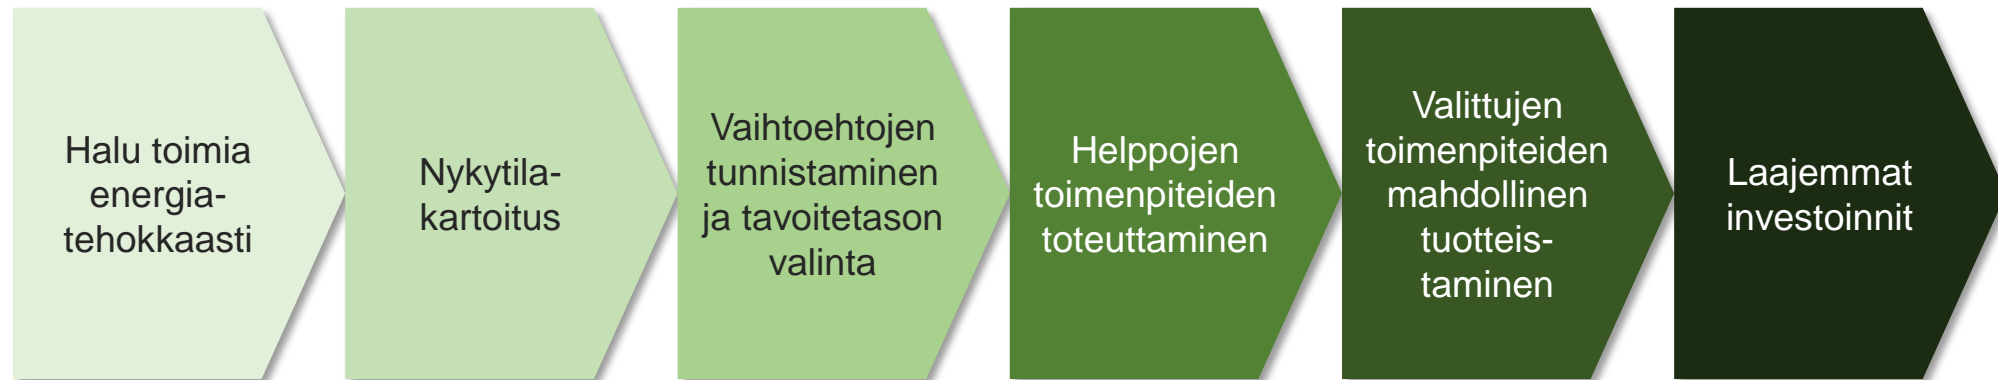 Halu toimia
energia-
tehokkaasti
Nykytila-
kartoitus
Vaihtoehtojen
tunnistaminen
ja tavoitetason
valinta
Helppojen
toimenpiteiden
toteuttaminen
Valittujen
toimenpiteiden
mahdollinen
tuotteis-
taminen
Laajemmat
investoinnit